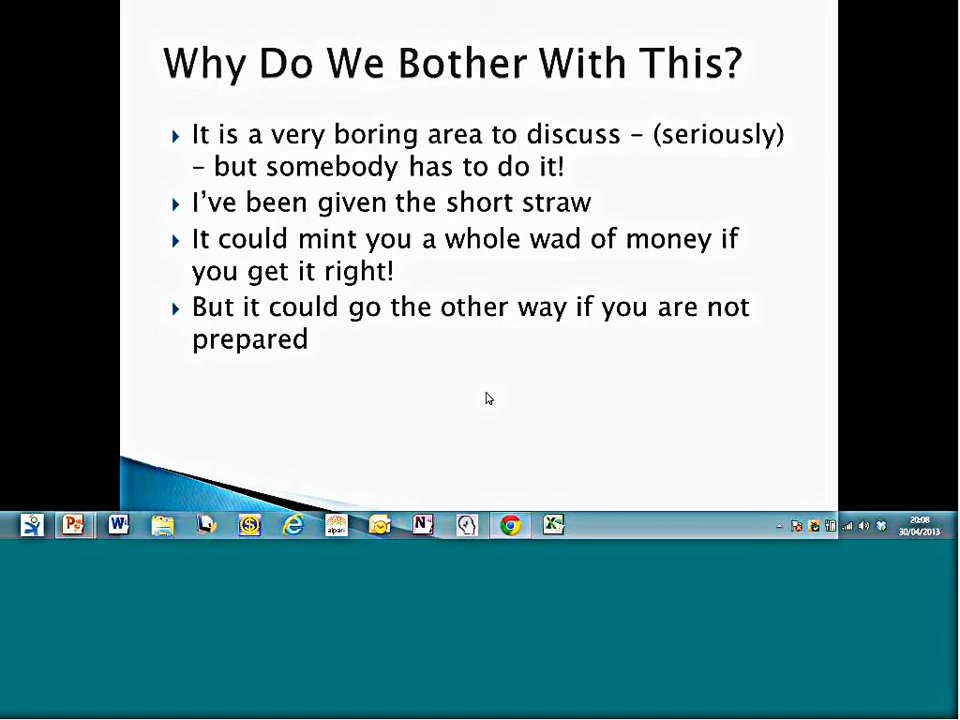 Why Do We Bother With This?
It is a very boring area to discuss – (seriously)
– but somebody has to do it!
I've been given the short straw
It could mint you a whole wad of money if
you get it right!
But it could go the other way if you are not
prepared
alpari
20:08
30/04/2013